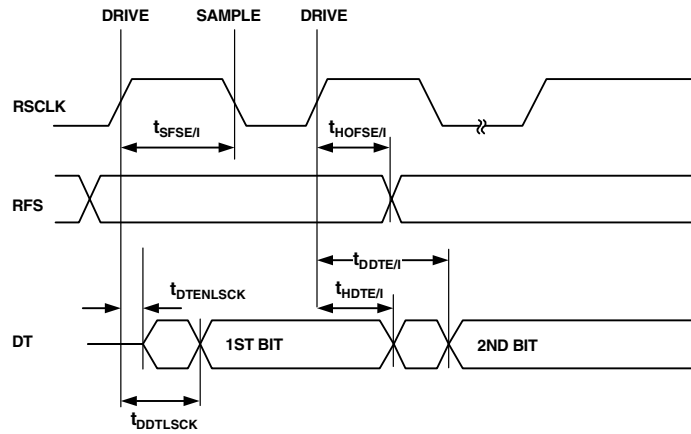 DRIVE SAMPLE DRIVE
RSCLK
tSFSE/I tHOFSE/I
RFS
tDDTE/I
tDTENLSCK tHDTE/I
DT 1ST BIT 2ND BIT
tDDTLSCK